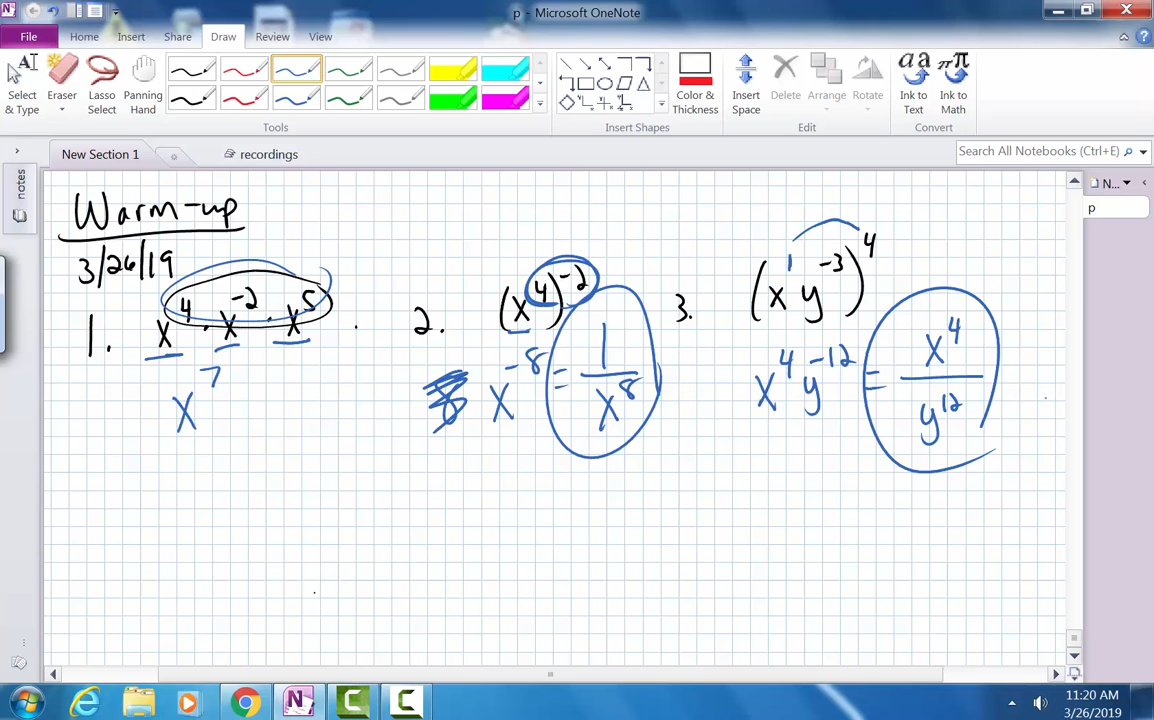 p - Microsoft OneNote
File Home Insert Share Draw Review View
Select & Type
Eraser
Lasso Select
Panning Hand
Color & Thickness
Insert Space
Delete
Arrange
Rotate
Ink to Text
Ink to Math
Tools
Insert Shapes
Edit
Convert
notes
New Section 1
recordings
Search All Notebooks (Ctrl+E)
N...
p
Warm-up
3/26/19
1. x⁴ · x⁻² · x⁵
x⁷
2. (x⁴)⁻²
x⁻⁸ = 1/x⁸
3. (x¹y⁻³)⁴
x⁴y⁻¹² = x⁴/y¹²
11:20 AM
3/26/2019